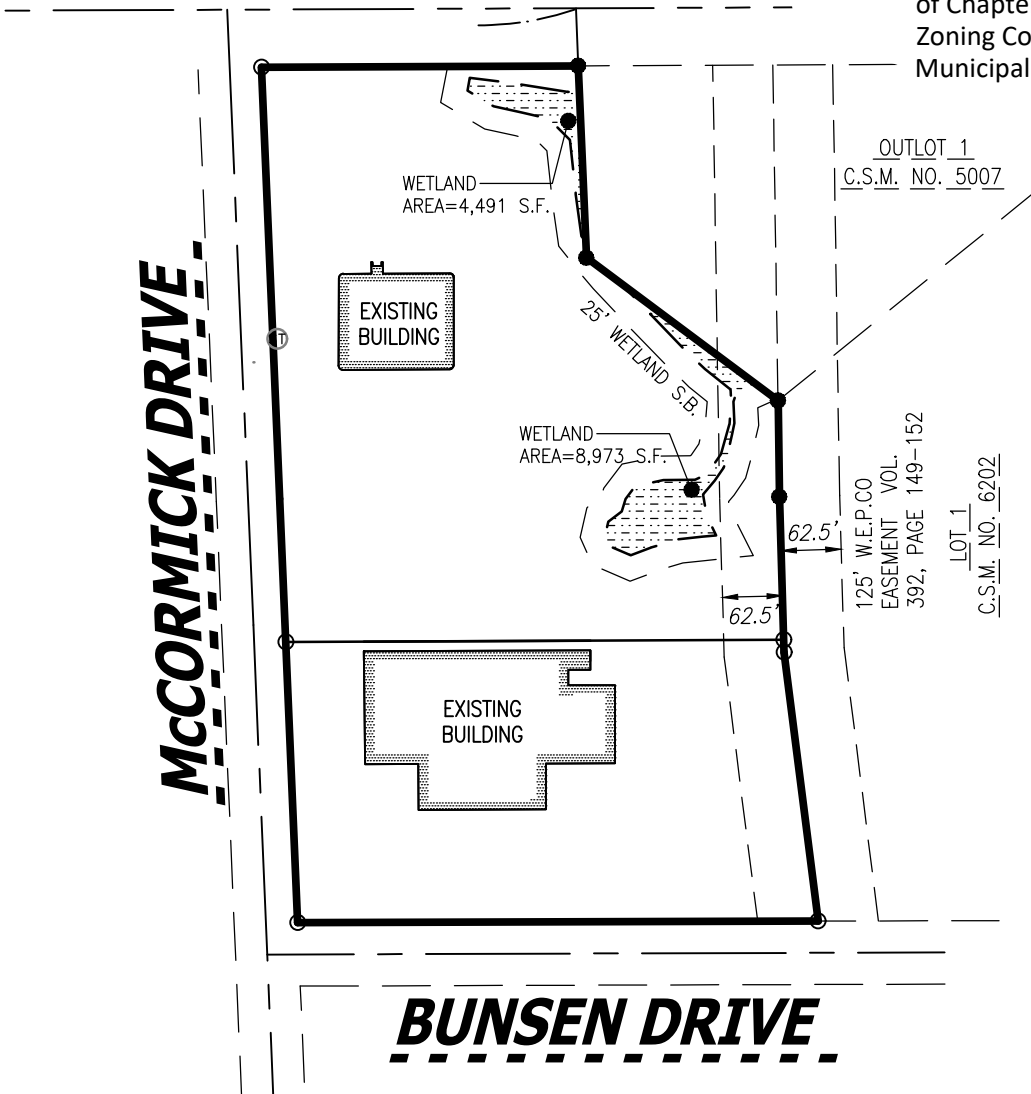 of Chapte
Zoning Co
Municipal
OUTLOT 1
C.S.M. NO. 5007
WETLAND
AREA=4,491 S.F.
McCORMICK DRIVE
EXISTING
BUILDING
T
25' WETLAND S.B.
WETLAND
AREA=8,973 S.F.
125' W.E.P.CO
EASEMENT VOL.
392, PAGE 149-152
LOT 1
C.S.M. NO. 6202
62.5'
62.5'
EXISTING
BUILDING
BUNSEN DRIVE